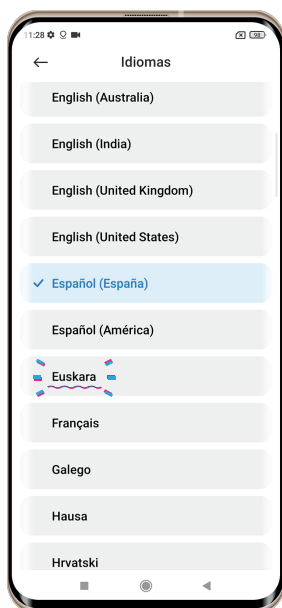 11:28
98
Idiomas
English (Australia)
English (India)
English (United Kingdom)
English (United States)
Español (España)
Español (América)
Euskara
Français
Galego
Hausa
Hrvatski